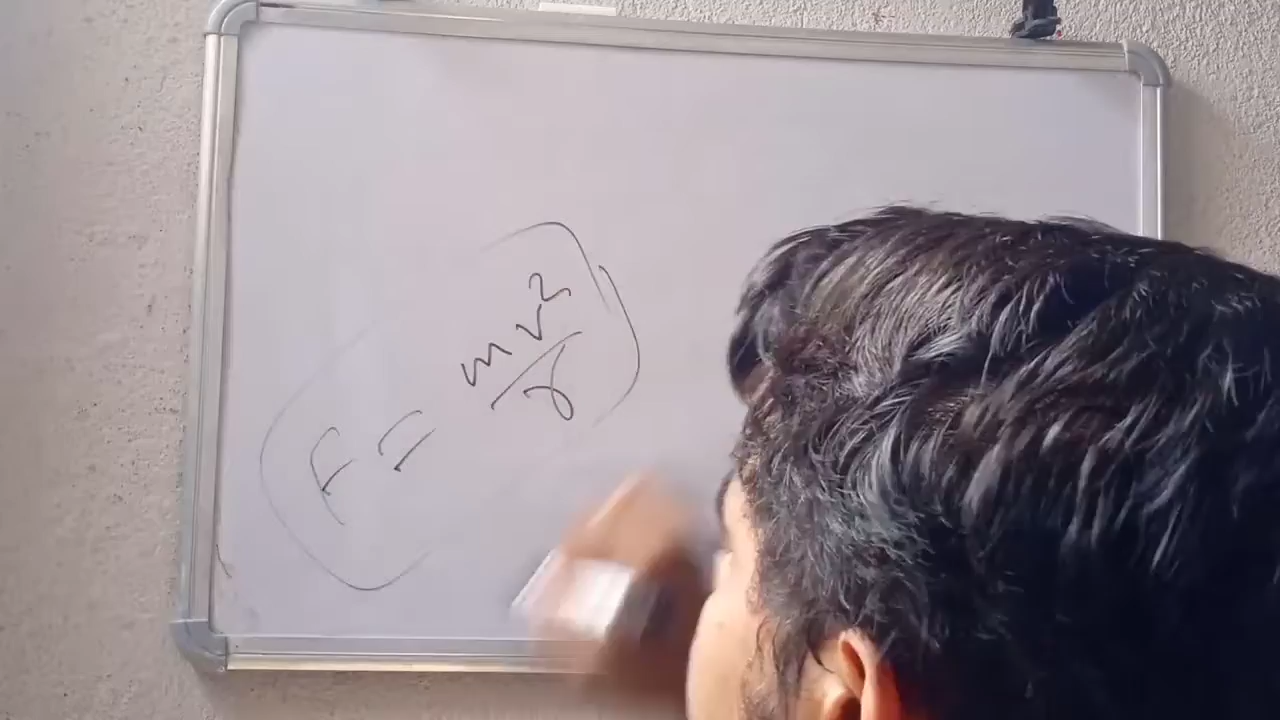 F = mv²/r